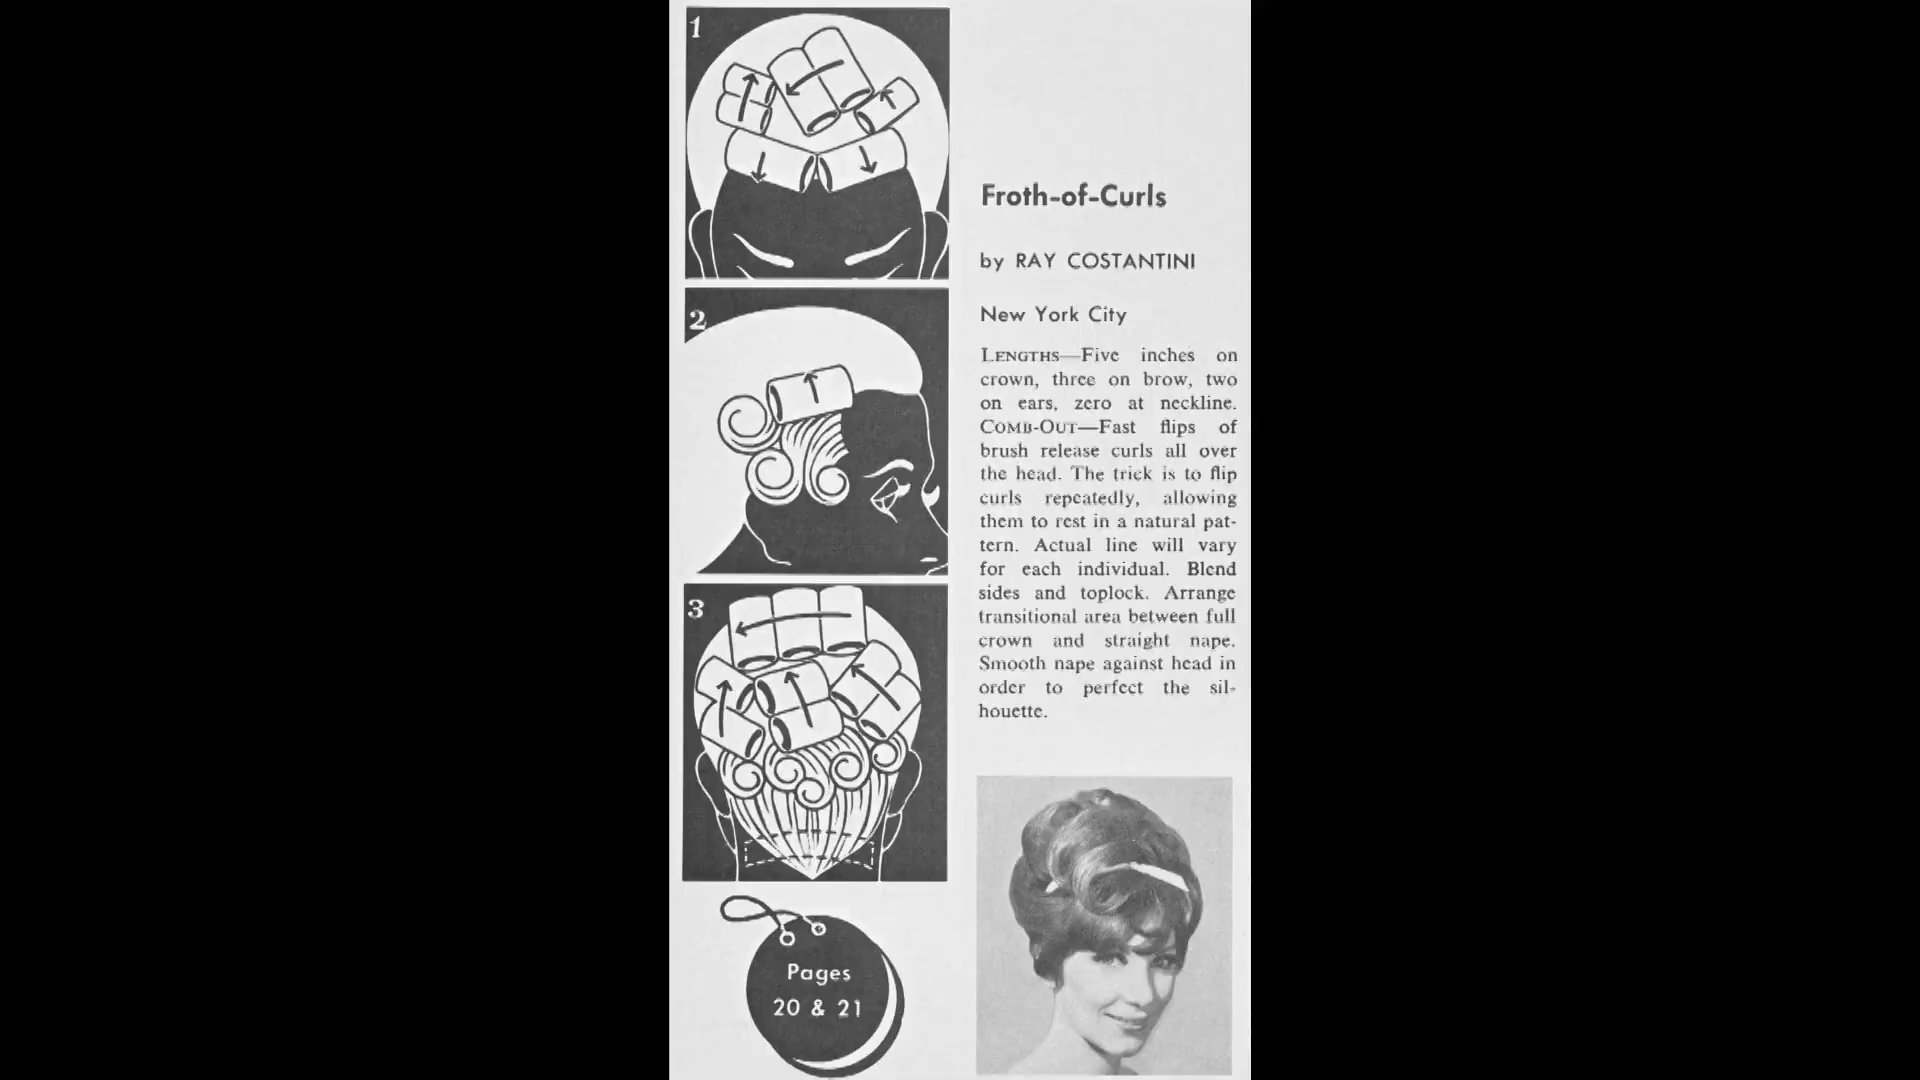 1
2
3
Froth-of-Curls
by RAY COSTANTINI
New York City
LENGTHS—Five inches on
crown, three on brow, two
on ears, zero at neckline.
COMB-OUT—Fast flips of
brush release curls all over
the head. The trick is to flip
curls repeatedly, allowing
them to rest in a natural pat-
tern. Actual line will vary
for each individual. Blend
sides and toplock. Arrange
transitional area between full
crown and straight nape.
Smooth nape against head in
order to perfect the sil-
houette.
Pages
20 & 21